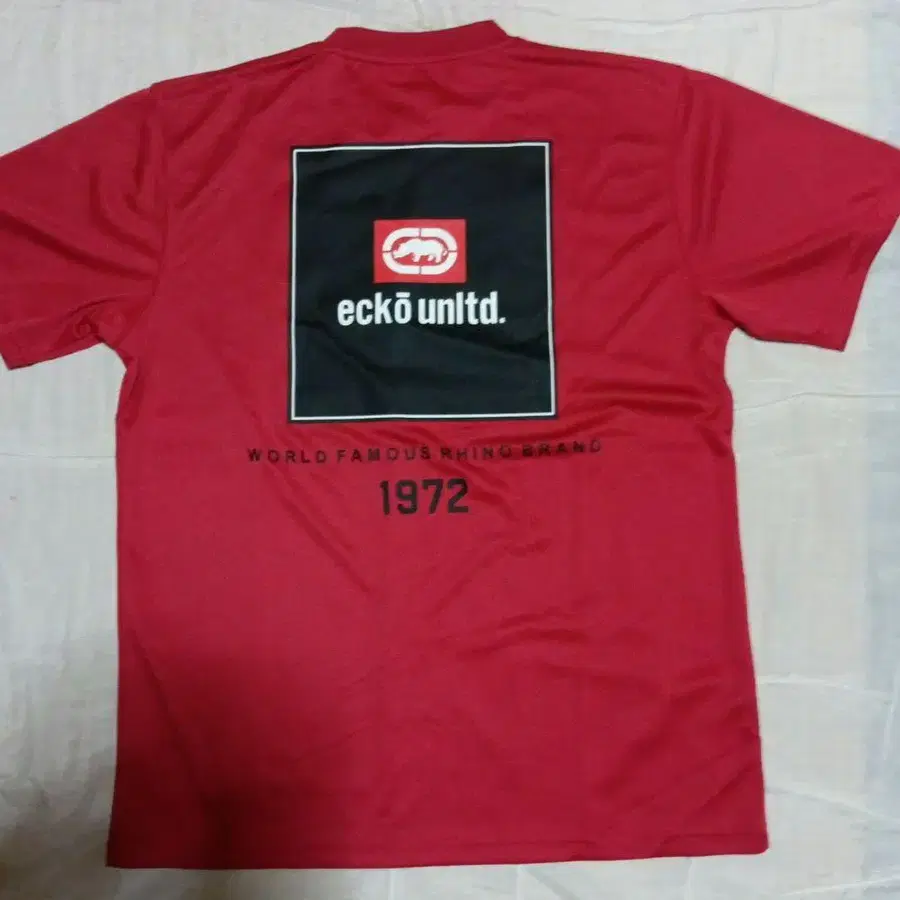 eckō unltd.
WORLD FAMOUS RHINO BRAND
1972